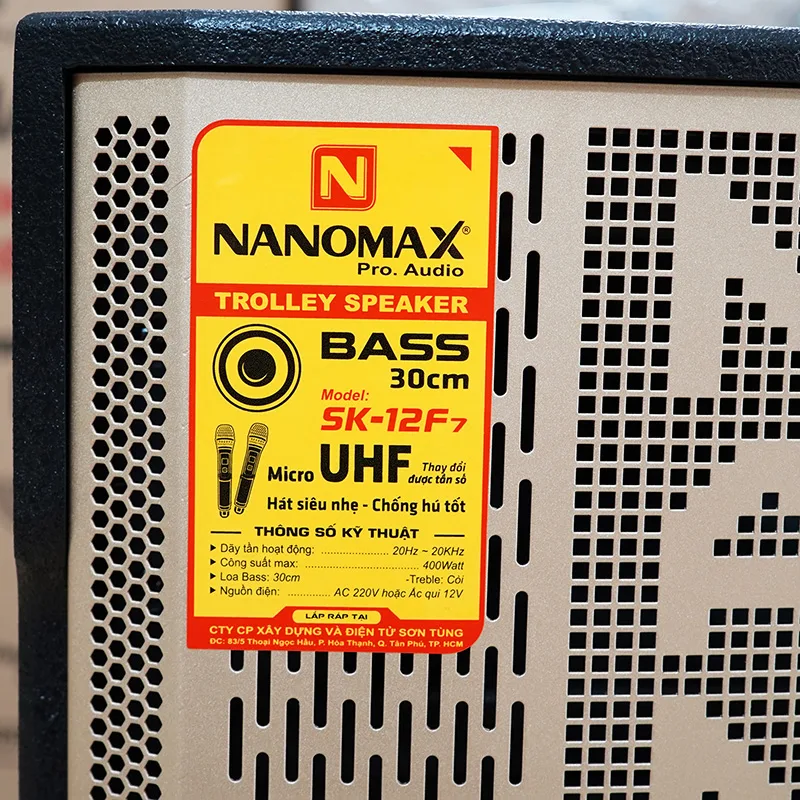 N
NANOMAX®
Pro. Audio
TROLLEY SPEAKER
BASS
30cm
Model:
SK-12F7
Micro UHF Thay đổi được tần số
Hát siêu nhẹ - Chống hú tốt
THÔNG SỐ KỸ THUẬT
▶ Dãy tần hoạt động: .................... 20Hz ~ 20KHz
▶ Công suất max: .................... 400Watt
▶ Loa Bass: 30cm -Treble: Còi
▶ Nguồn điện: ............ AC 220V hoặc Ắc qui 12V
LẮP RÁP TẠI
CTY CP XÂY DỰNG VÀ ĐIỆN TỬ SƠN TÙNG
ĐC: 83/5 Thoại Ngọc Hầu, P. Hòa Thạnh, Q. Tân Phú, TP. HCM